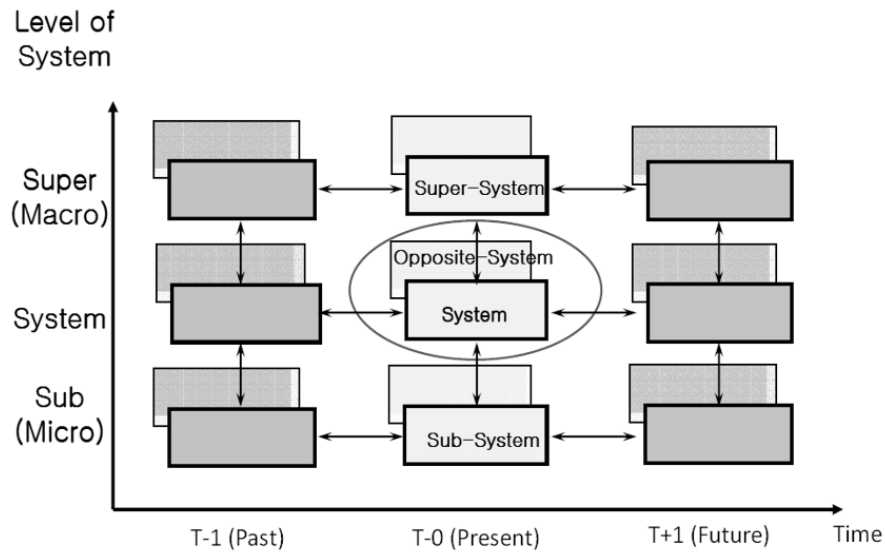 Level of
System
Super
(Macro)
Super-System
Opposite-System
System
System
Sub
(Micro)
Sub-System
T-1 (Past)
T-0 (Present)
T+1 (Future)
Time